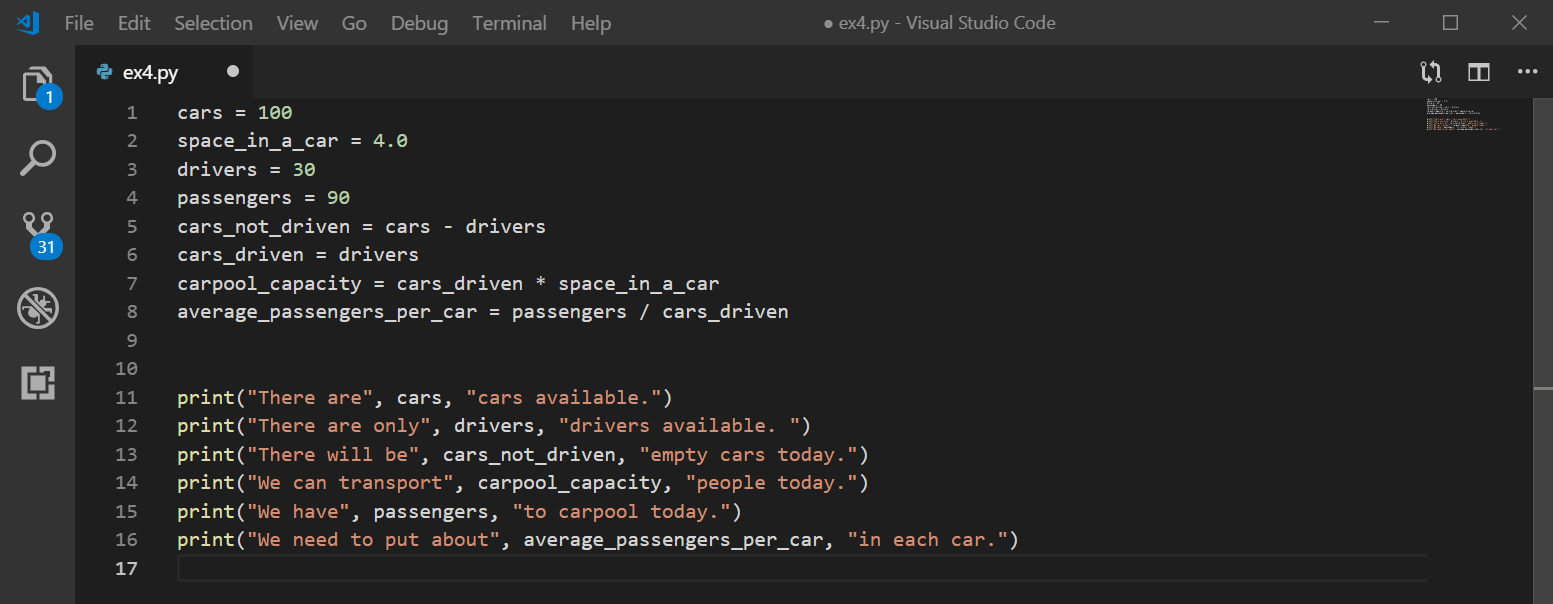 File Edit Selection View Go Debug Terminal Help ● ex4.py - Visual Studio Code
ex4.py
1
31
1 cars = 100
2 space_in_a_car = 4.0
3 drivers = 30
4 passengers = 90
5 cars_not_driven = cars - drivers
6 cars_driven = drivers
7 carpool_capacity = cars_driven * space_in_a_car
8 average_passengers_per_car = passengers / cars_driven
9
10
11 print("There are", cars, "cars available.")
12 print("There are only", drivers, "drivers available. ")
13 print("There will be", cars_not_driven, "empty cars today.")
14 print("We can transport", carpool_capacity, "people today.")
15 print("We have", passengers, "to carpool today.")
16 print("We need to put about", average_passengers_per_car, "in each car.")
17